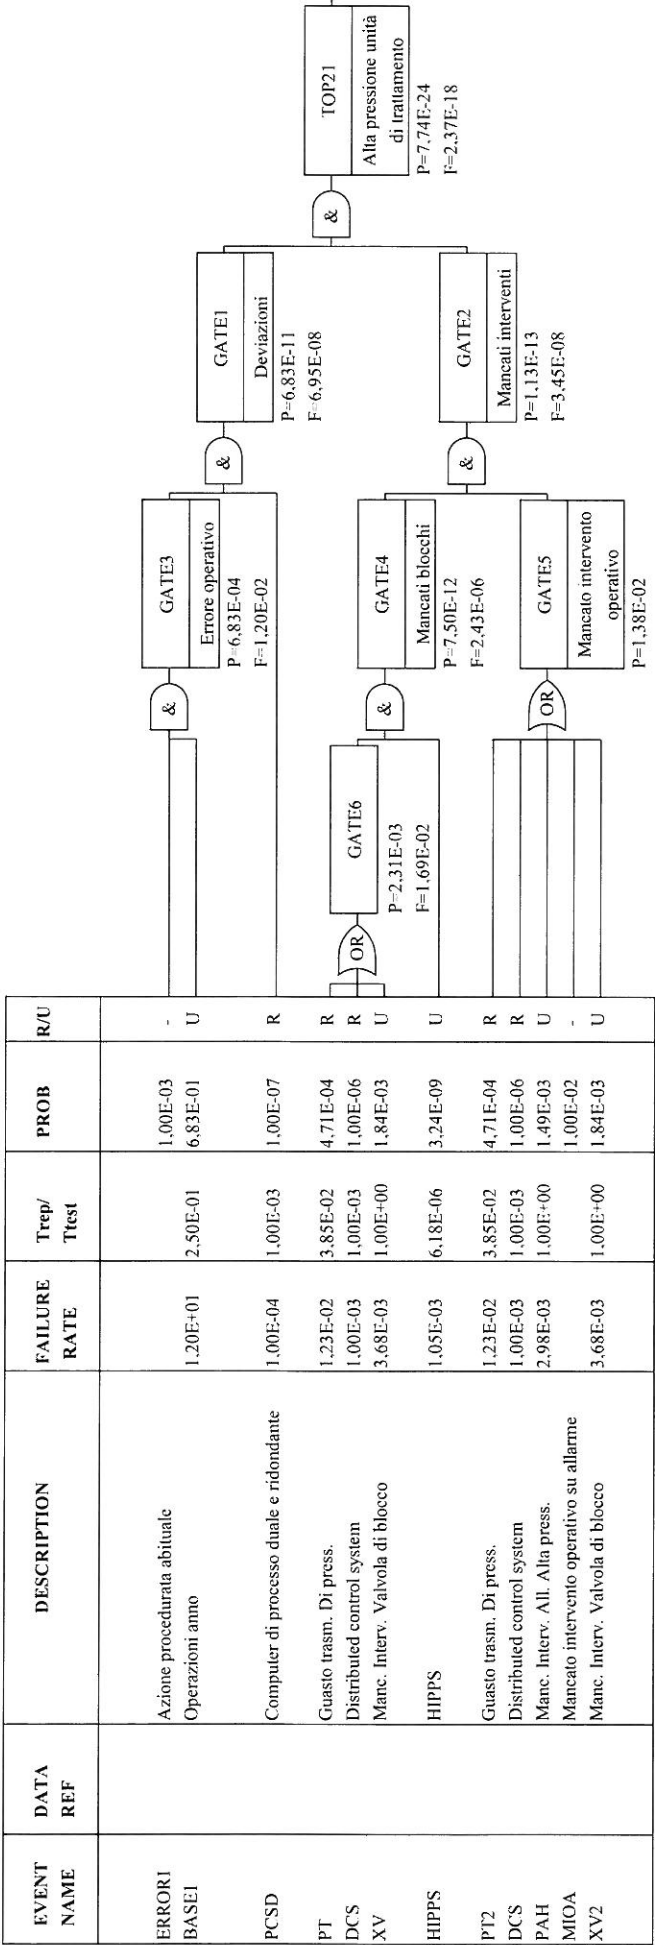 EVENT NAME | DATA REF | DESCRIPTION | FAILURE RATE | Trep/ Ttest | PROB | R/U
ERROR1 | Azione procedurata abituale | 1,00E-03 | -
BASE1 | Operazioni anno | 1,20E+01 | 2,50E-01 | 6,83E-01 | U
PCSD | Computer di processo duale e ridondante | 1,00E-04 | 1,00E-03 | 1,00E-07 | R
PT | Guasto trasm. Di press. | 1,23E-02 | 3,85E-02 | 4,71E-04 | R
DCS | Distributed control system | 1,00E-03 | 1,00E-03 | 1,00E-06 | R
XV | Manc. Interv. Valvola di blocco | 3,68E-03 | 1,00E+00 | 1,84E-03 | U
HIPPS | HIPPS | 1,05E-03 | 6,18E-06 | 3,24E-09 | U
PT2 | Guasto trasm. Di press. | 1,23E-02 | 3,85E-02 | 4,71E-04 | R
DCS | Distributed control system | 1,00E-03 | 1,00E-03 | 1,00E-06 | R
PAH | Manc. Interv. All. Alta press. | 2,98E-03 | 1,00E+00 | 1,49E-03 | U
MIOA | Mancato intervento operativo su allarme | 1,00E-02 | -
XV2 | Manc. Interv. Valvola di blocco | 3,68E-03 | 1,00E+00 | 1,84E-03 | U
OR
GATE6
P=2,31E-03
F=1,69E-02
&
GATE3
Errore operativo
P=6,83E-04
F=1,20E-02
&
GATE4
Mancati blocchi
P=7,50E-12
F=2,43E-06
OR
GATE5
Mancato intervento
operativo
P=1,38E-02
&
GATE1
Deviazioni
P=6,83E-11
F=6,95E-08
&
GATE2
Mancati interventi
P=1,13E-13
F=3,45E-08
&
TOP21
Alta pressione unità
di trattamento
P=7,74E-24
F=2,37E-18